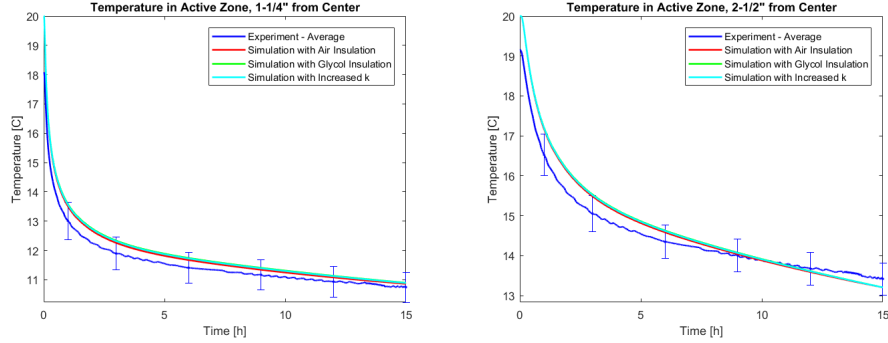 Temperature in Active Zone, 1-1/4" from Center
20
19
18
17
16
15
14
13
12
11
Temperature [C]
0
5
10
15
Time [h]
Experiment - Average
Simulation with Air Insulation
Simulation with Glycol Insulation
Simulation with Increased k
Temperature in Active Zone, 2-1/2" from Center
20
19
18
17
16
15
14
13
Temperature [C]
0
5
10
15
Time [h]
Experiment - Average
Simulation with Air Insulation
Simulation with Glycol Insulation
Simulation with Increased k